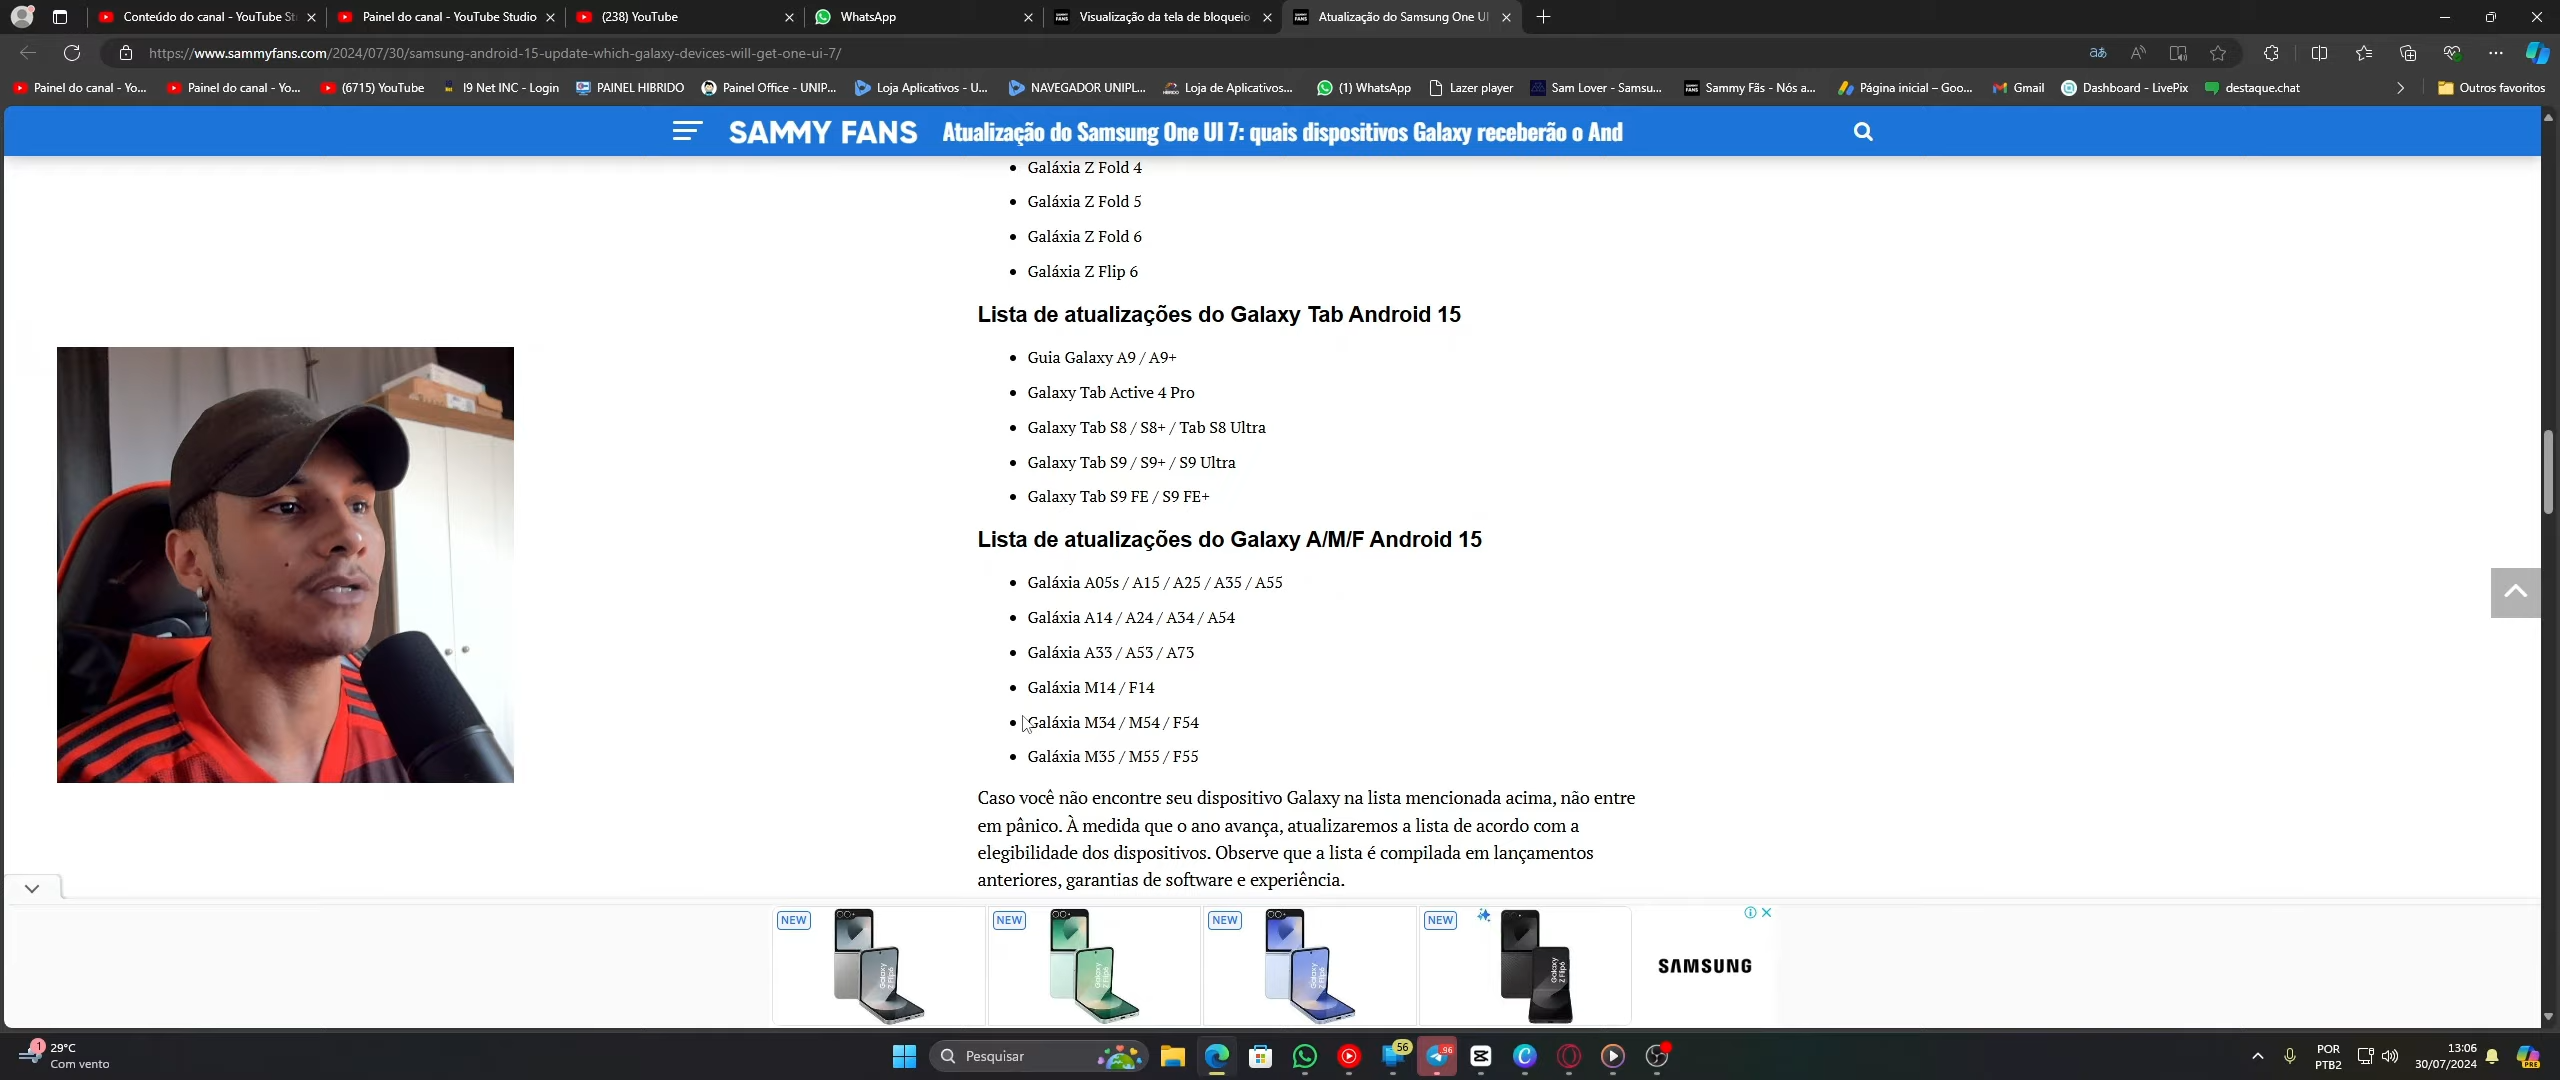 Conteúdo do canal - YouTube St
Painel do canal - YouTube Studio
(238) YouTube
WhatsApp
Visualização da tela de bloqueio
Atualização do Samsung One UI
https://www.sammyfans.com/2024/07/30/samsung-android-15-update-which-galaxy-devices-will-get-one-ui-7/
Painel do canal - Yo...
Painel do canal - Yo...
(6715) YouTube
I9 Net INC - Login
PAINEL HIBRIDO
Painel Office - UNIP...
Loja Aplicativos - U...
NAVEGADOR UNIPL...
Loja de Aplicativos...
(1) WhatsApp
Lazer player
Sam Lover - Samsu...
Sammy Fãs - Nós a...
Página inicial – Goo...
Gmail
Dashboard - LivePix
destaque.chat
Outros favoritos
SAMMY FANS
Atualização do Samsung One UI 7: quais dispositivos Galaxy receberão o And
Galáxia Z Fold 4
Galáxia Z Fold 5
Galáxia Z Fold 6
Galáxia Z Flip 6
Lista de atualizações do Galaxy Tab Android 15
Guia Galaxy A9 / A9+
Galaxy Tab Active 4 Pro
Galaxy Tab S8 / S8+ / Tab S8 Ultra
Galaxy Tab S9 / S9+ / S9 Ultra
Galaxy Tab S9 FE / S9 FE+
Lista de atualizações do Galaxy A/M/F Android 15
Galáxia A05s / A15 / A25 / A35 / A55
Galáxia A14 / A24 / A34 / A54
Galáxia A33 / A53 / A73
Galáxia M14 / F14
Galáxia M34 / M54 / F54
Galáxia M35 / M55 / F55
Caso você não encontre seu dispositivo Galaxy na lista mencionada acima, não entre
em pânico. À medida que o ano avança, atualizaremos a lista de acordo com a
elegibilidade dos dispositivos. Observe que a lista é compilada em lançamentos
anteriores, garantias de software e experiência.
NEW
Galaxy Z Flip6
NEW
Galaxy Z Flip6
NEW
Galaxy Z Flip6
NEW
Galaxy Z Flip6
SAMSUNG
1
29°C
Com vento
Pesquisar
56
96
POR
PTB2
13:06
30/07/2024
PRE